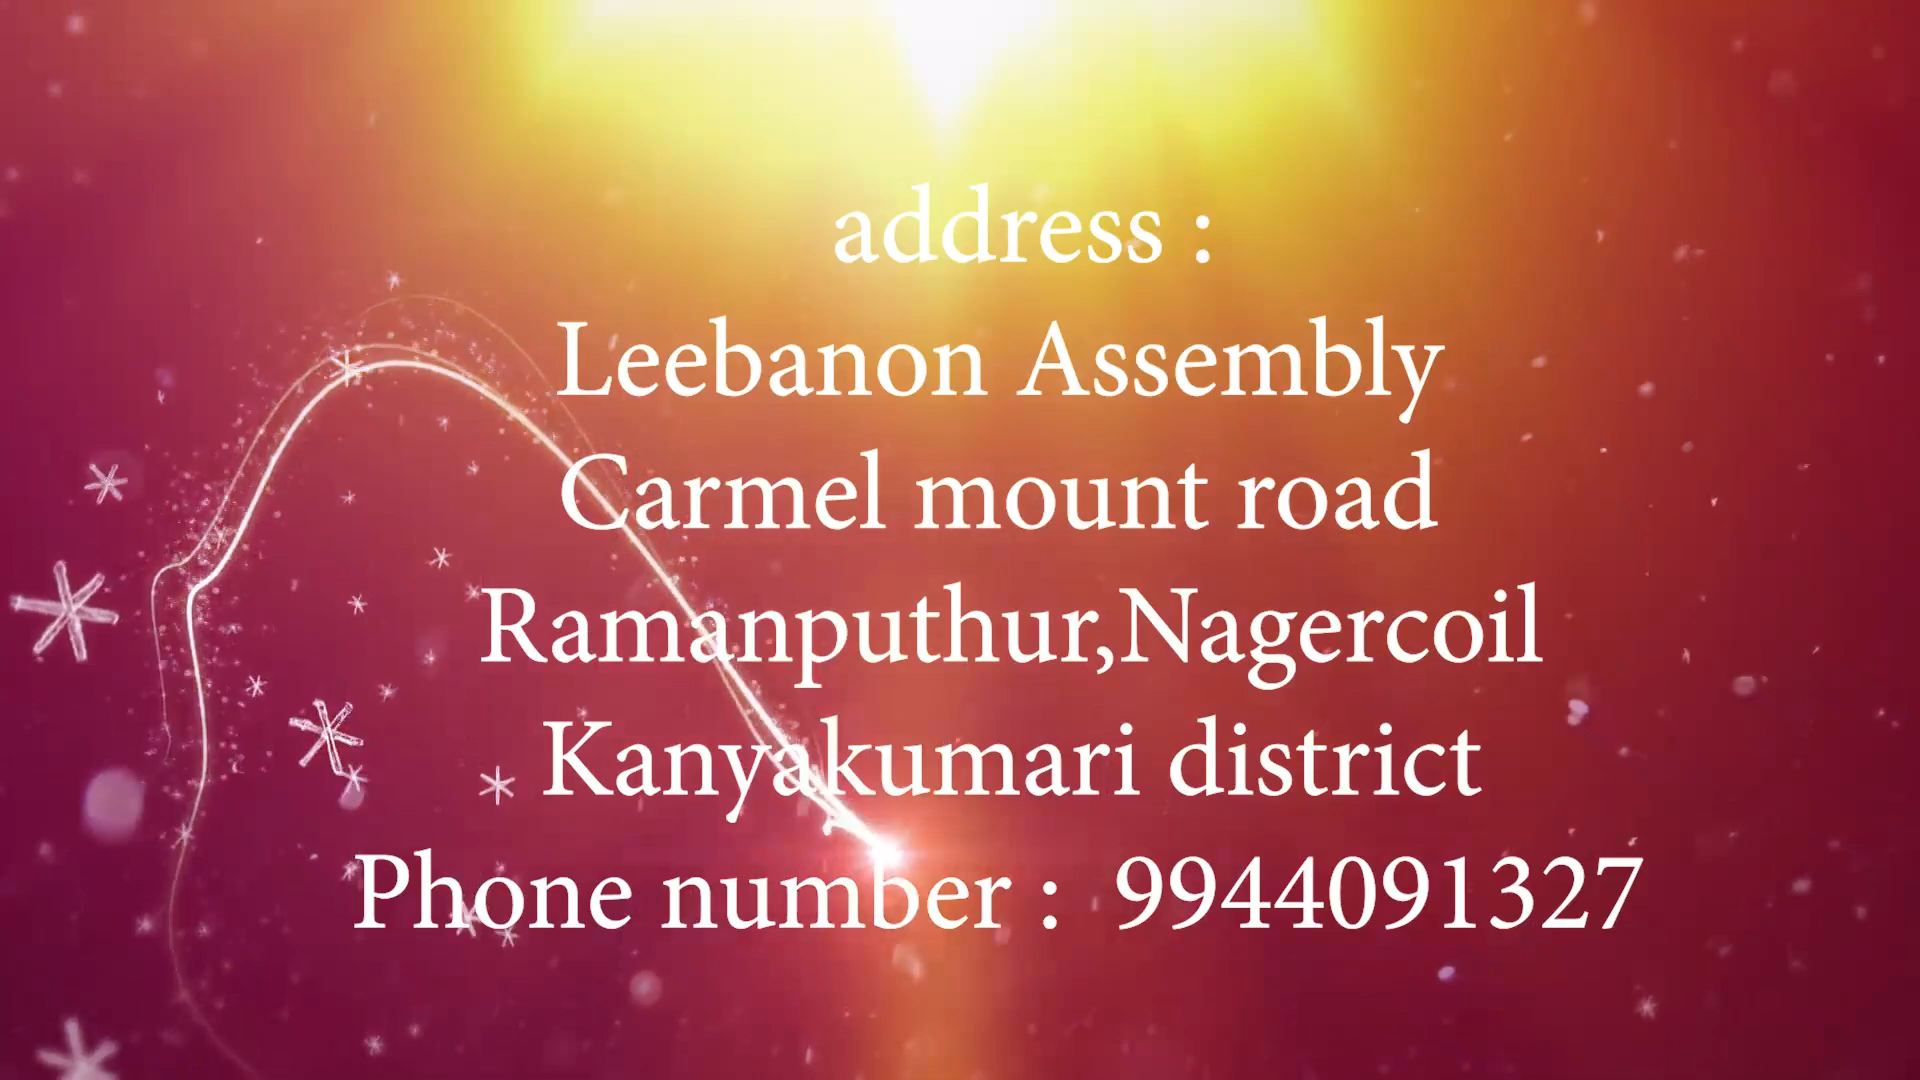 address :
Leebanon Assembly
Carmel mount road
Ramanputhur,Nagercoil
Kanyakumari district
Phone number : 9944091327